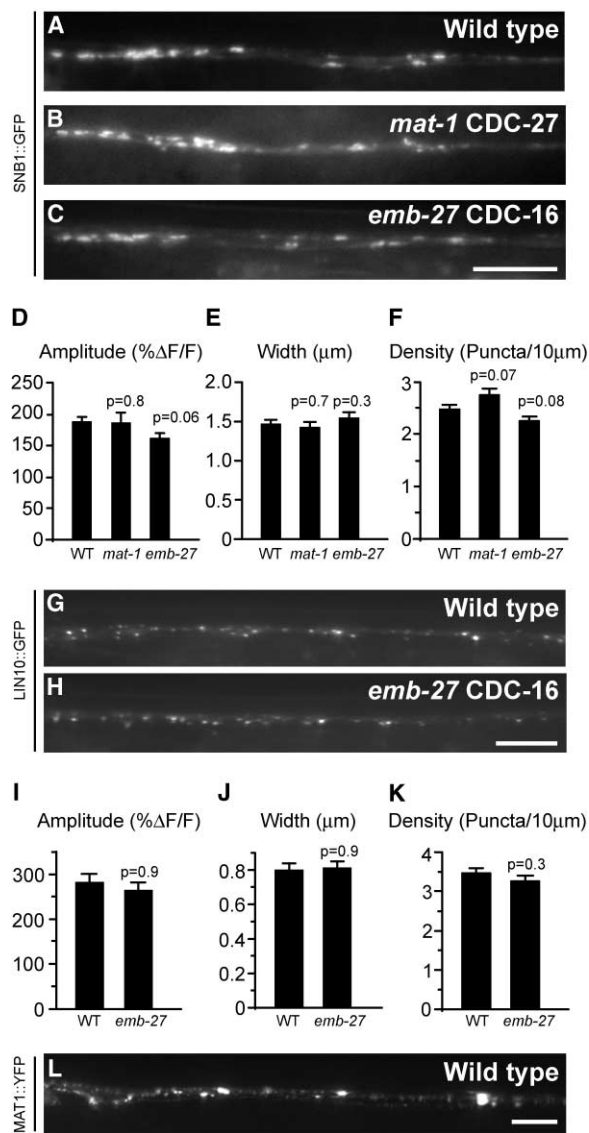 A Wild type
B mat-1 CDC-27
C emb-27 CDC-16
SNB1::GFP
D E F
Amplitude (%ΔF/F) Width (μm) Density (Puncta/10μm)
250
200
150
100
50
0
p=0.8
p=0.06
WT mat-1 emb-27
2.0
1.5
1.0
0.5
0.0
p=0.7 p=0.3
WT mat-1 emb-27
3
2
1
0
p=0.07
p=0.08
WT mat-1 emb-27
G Wild type
H emb-27 CDC-16
LIN10::GFP
I J K
Amplitude (%ΔF/F) Width (μm) Density (Puncta/10μm)
300
200
100
0
p=0.9
WT emb-27
0.8
0.6
0.4
0.2
0
p=0.9
WT emb-27
4
3
2
1
0
p=0.3
WT emb-27
L Wild type
MAT1::YFP